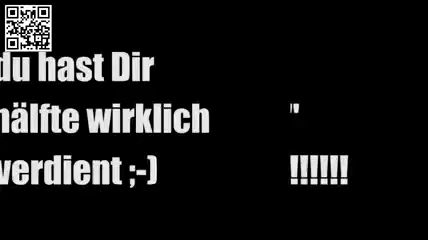 du hast Dir
hälfte wirklich "
verdient ;-) !!!!!!